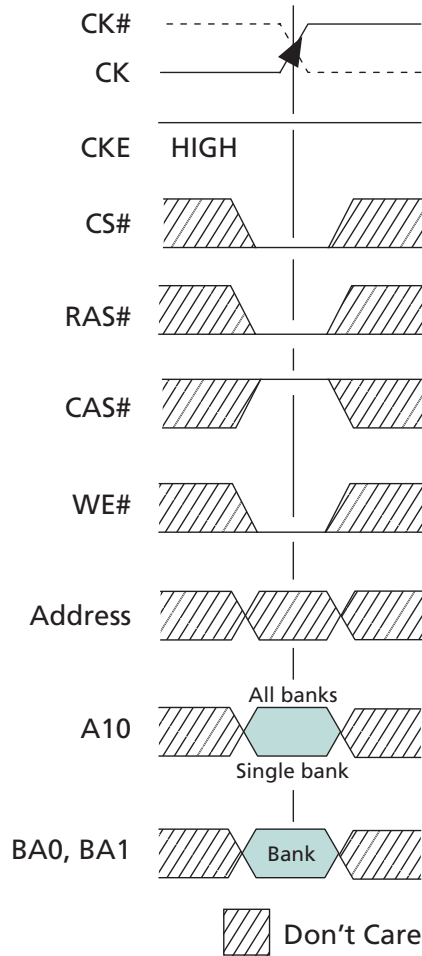 CK#
CK
CKE HIGH
CS#
RAS#
CAS#
WE#
Address
All banks
A10
Single bank
BA0, BA1 Bank
Don't Care